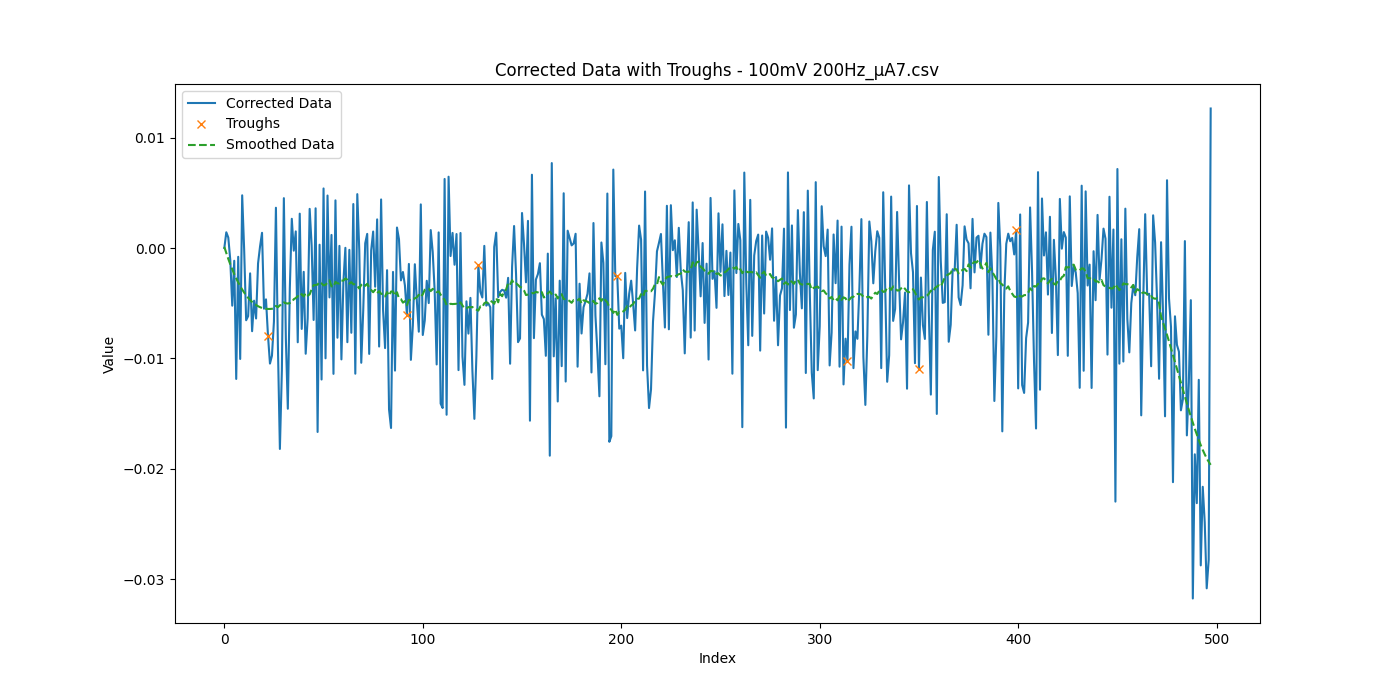 Corrected Data with Troughs - 100mV 200Hz_µA7.csv
Corrected Data
Troughs
Smoothed Data
0.01
0.00
−0.01
−0.02
−0.03
Value
0 100 200 300 400 500
Index